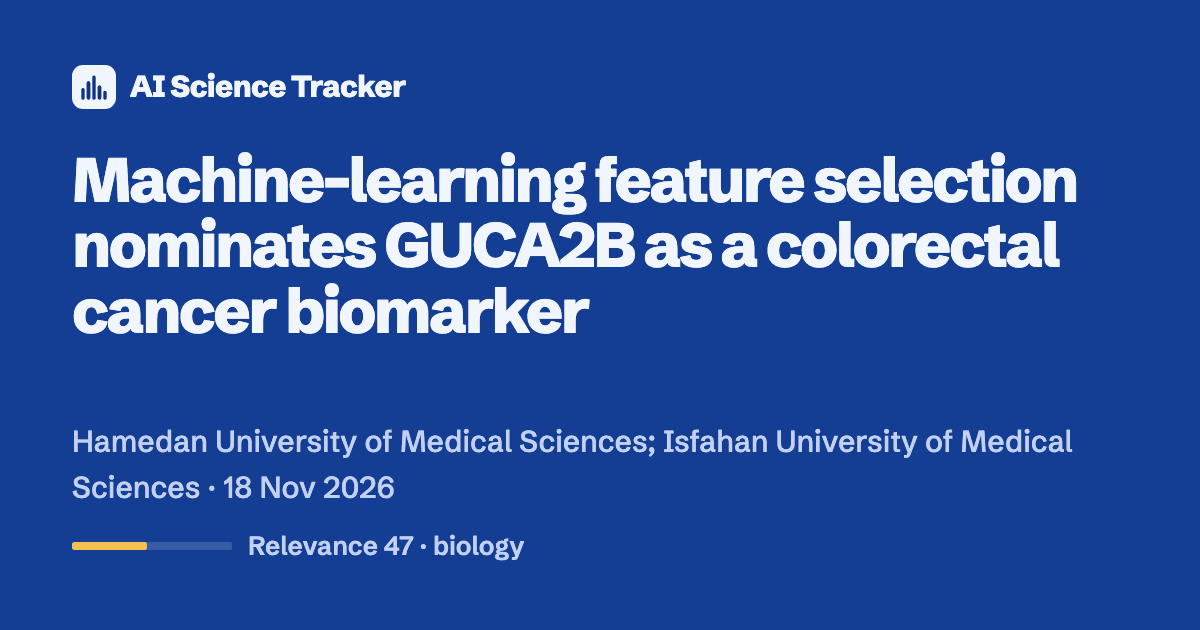 AI Science Tracker
Machine-learning feature selection
nominates GUCA2B as a colorectal
cancer biomarker
Hamedan University of Medical Sciences; Isfahan University of Medical
Sciences · 18 Nov 2026
Relevance 47 · biology